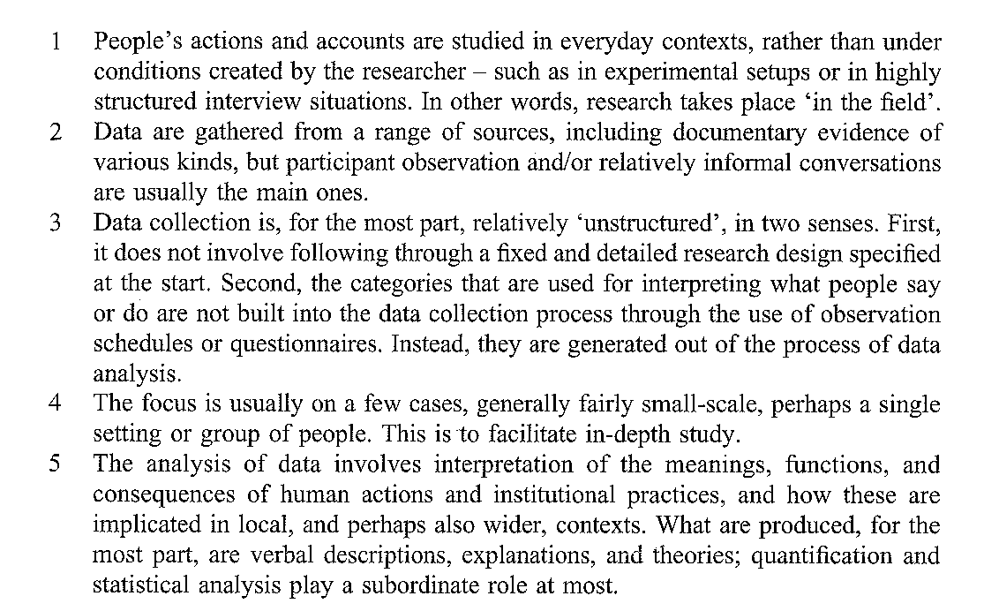 1 People’s actions and accounts are studied in everyday contexts, rather than under
conditions created by the researcher – such as in experimental setups or in highly
structured interview situations. In other words, research takes place ‘in the field’.
2 Data are gathered from a range of sources, including documentary evidence of
various kinds, but participant observation and/or relatively informal conversations
are usually the main ones.
3 Data collection is, for the most part, relatively ‘unstructured’, in two senses. First,
it does not involve following through a fixed and detailed research design specified
at the start. Second, the categories that are used for interpreting what people say
or do are not built into the data collection process through the use of observation
schedules or questionnaires. Instead, they are generated out of the process of data
analysis.
4 The focus is usually on a few cases, generally fairly small-scale, perhaps a single
setting or group of people. This is to facilitate in-depth study.
5 The analysis of data involves interpretation of the meanings, functions, and
consequences of human actions and institutional practices, and how these are
implicated in local, and perhaps also wider, contexts. What are produced, for the
most part, are verbal descriptions, explanations, and theories; quantification and
statistical analysis play a subordinate role at most.